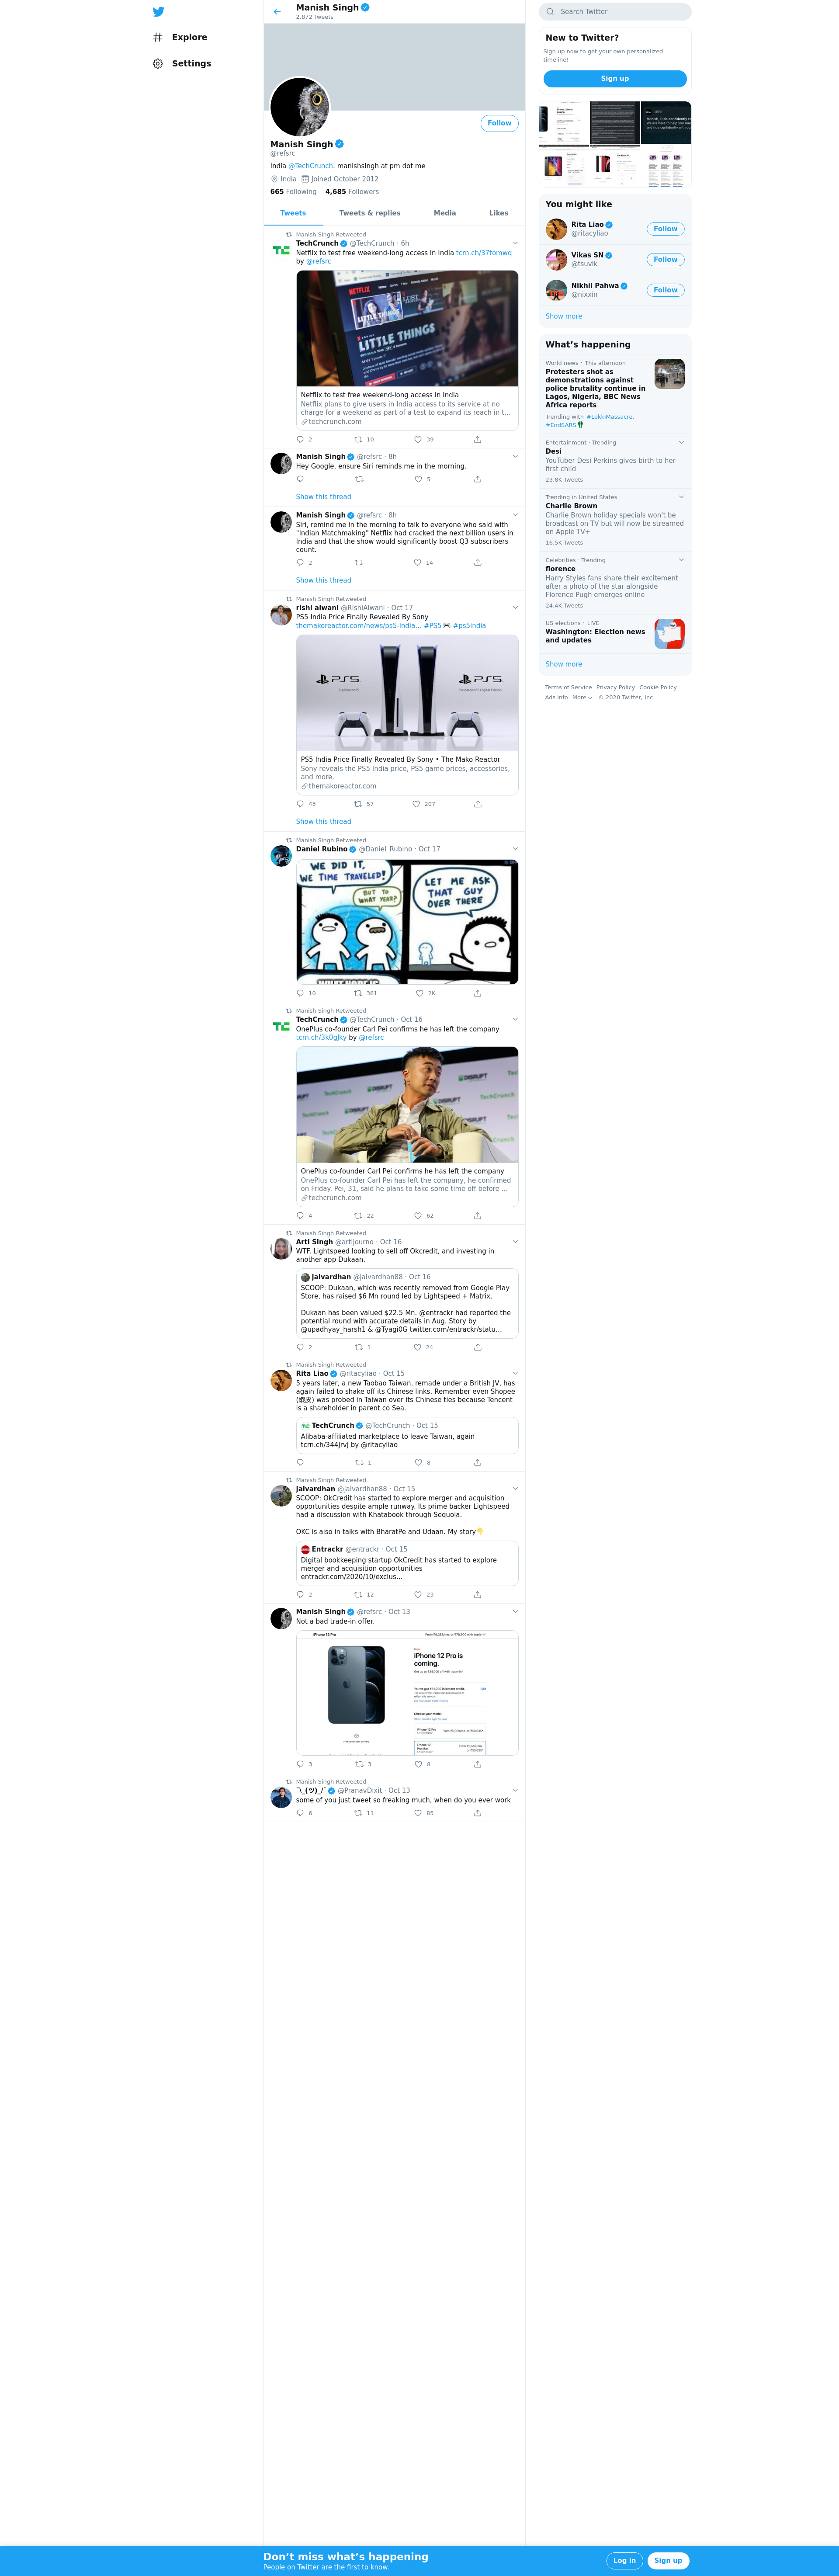 Explore
Settings
Manish Singh
2,872 Tweets
Follow
Manish Singh
@refsrc
India @TechCrunch. manishsingh at pm dot me
India Joined October 2012
665 Following 4,685 Followers
Tweets Tweets & replies Media Likes
Manish Singh Retweeted
TechCrunch @TechCrunch · 6h
Netflix to test free weekend-long access in India tcrn.ch/37tomwq
by @refsrc
NETFLIX
LITTLE THINGS
Netflix to test free weekend-long access in India
Netflix plans to give users in India access to its service at no
charge for a weekend as part of a test to expand its reach in t...
techcrunch.com
2 10 39
Manish Singh @refsrc · 8h
Hey Google, ensure Siri reminds me in the morning.
5
Show this thread
Manish Singh @refsrc · 8h
Siri, remind me in the morning to talk to everyone who said with
"Indian Matchmaking" Netflix had cracked the next billion users in
India and that the show would significantly boost Q3 subscribers
count.
2 14
Show this thread
Manish Singh Retweeted
rishi alwani @RishiAlwani · Oct 17
PS5 India Price Finally Revealed By Sony
themakoreactor.com/news/ps5-india... #PS5 🎮 #ps5india
PS5 PS5
PlayStation 5 PlayStation 5 Digital Edition
PS5 India Price Finally Revealed By Sony • The Mako Reactor
Sony reveals the PS5 India price, PS5 game prices, accessories,
and more.
themakoreactor.com
43 57 207
Show this thread
Manish Singh Retweeted
Daniel Rubino @Daniel_Rubino · Oct 17
WE DID IT, WE TIME TRAVELED!
BUT TO WHAT YEAR?
LET ME ASK THAT GUY OVER THERE
10 361 2K
Manish Singh Retweeted
TechCrunch @TechCrunch · Oct 16
OnePlus co-founder Carl Pei confirms he has left the company
tcrn.ch/3k0gJky by @refsrc
DISRUPT
TechCrunch
OnePlus co-founder Carl Pei confirms he has left the company
OnePlus co-founder Carl Pei has left the company, he confirmed
on Friday. Pei, 31, said he plans to take some time off before ...
techcrunch.com
4 22 62
Manish Singh Retweeted
Arti Singh @artijourno · Oct 16
WTF. Lightspeed looking to sell off Okcredit, and investing in
another app Dukaan.
jaivardhan @jaivardhan88 · Oct 16
SCOOP: Dukaan, which was recently removed from Google Play
Store, has raised $6 Mn round led by Lightspeed + Matrix.
Dukaan has been valued $22.5 Mn. @entrackr had reported the
potential round with accurate details in Aug. Story by
@upadhyay_harsh1 & @Tyagi0G twitter.com/entrackr/statu...
2 1 24
Manish Singh Retweeted
Rita Liao @ritacyliao · Oct 15
5 years later, a new Taobao Taiwan, remade under a British JV, has
again failed to shake off its Chinese links. Remember even Shopee
(蝦皮) was probed in Taiwan over its Chinese ties because Tencent
is a shareholder in parent co Sea.
TechCrunch @TechCrunch · Oct 15
Alibaba-affiliated marketplace to leave Taiwan, again
tcrn.ch/344Jrvj by @ritacyliao
1 8
Manish Singh Retweeted
jaivardhan @jaivardhan88 · Oct 15
SCOOP: OkCredit has started to explore merger and acquisition
opportunities despite ample runway. Its prime backer Lightspeed
had a discussion with Khatabook through Sequoia.
OKC is also in talks with BharatPe and Udaan. My story👇
Entrackr @entrackr · Oct 15
Digital bookkeeping startup OkCredit has started to explore
merger and acquisition opportunities
entrackr.com/2020/10/exclus...
2 12 23
Manish Singh @refsrc · Oct 13
Not a bad trade-in offer.
iPhone 12 Pro
iPhone 12 Pro is
coming.
Choose your model.
3 3 8
Manish Singh Retweeted
¯\_(ツ)_/¯ @PranavDixit · Oct 13
some of you just tweet so freaking much, when do you ever work
6 11 85
Search Twitter
New to Twitter?
Sign up now to get your own personalized
timeline!
Sign up
You might like
Rita Liao
@ritacyliao
Follow
Vikas SN
@tsuvik
Follow
Nikhil Pahwa
@nixxin
Follow
Show more
What's happening
World news · This afternoon
Protesters shot as
demonstrations against
police brutality continue in
Lagos, Nigeria, BBC News
Africa reports
Trending with #LekkiMassacre,
#EndSARS
Entertainment · Trending
Desi
YouTuber Desi Perkins gives birth to her
first child
23.8K Tweets
Trending in United States
Charlie Brown
Charlie Brown holiday specials won't be
broadcast on TV but will now be streamed
on Apple TV+
16.5K Tweets
Celebrities · Trending
florence
Harry Styles fans share their excitement
after a photo of the star alongside
Florence Pugh emerges online
24.4K Tweets
US elections · LIVE
Washington: Election news
and updates
Show more
Terms of Service Privacy Policy Cookie Policy
Ads info More © 2020 Twitter, Inc.
Don't miss what's happening
People on Twitter are the first to know.
Log in
Sign up